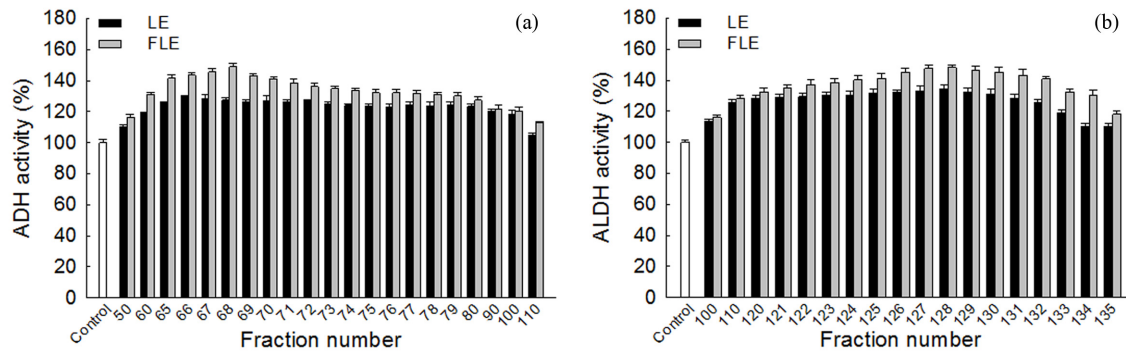 (a)
LE
FLE
ADH activity (%)
180
160
140
120
100
80
60
40
20
0
Control 50 60 65 66 67 68 69 70 71 72 73 74 75 76 77 78 79 80 90 100 110
Fraction number
(b)
LE
FLE
ALDH activity (%)
180
160
140
120
100
80
60
40
20
0
Control 100 110 120 121 122 123 124 125 126 127 128 129 130 131 132 133 134 135
Fraction number